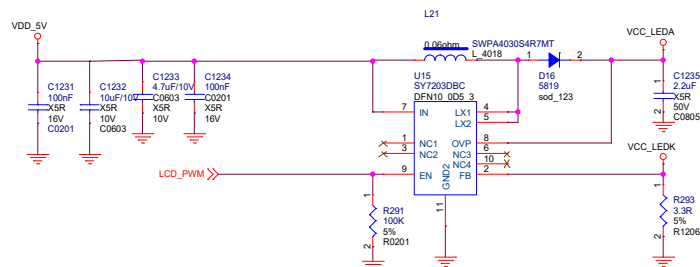 L21
VDD_5V
VCC_LEDA
0.06ohm
SWPA4030S4R7MT
L_4018
1
2
D16
5819
sod_123
C1231
100nF
X5R
16V
C0201
C1232
10uF/10V
X5R
10V
C0603
C1233
4.7uF/10V
C0603
X5R
10V
C1234
100nF
C0201
X5R
16V
U15
SY7203DBC
DFN10_0D5_3
7
IN
LX1
4
LX2
5
1
NC1
3
NC2
OVP
8
NC3
6
NC4
10
9
EN
FB
2
GND2
11
1
2
C1235
2.2uF
X5R
50V
C0805
VCC_LEDK
LCD_PWM
1
2
R291
100K
5%
R0201
1
2
R293
3.3R
5%
R1206